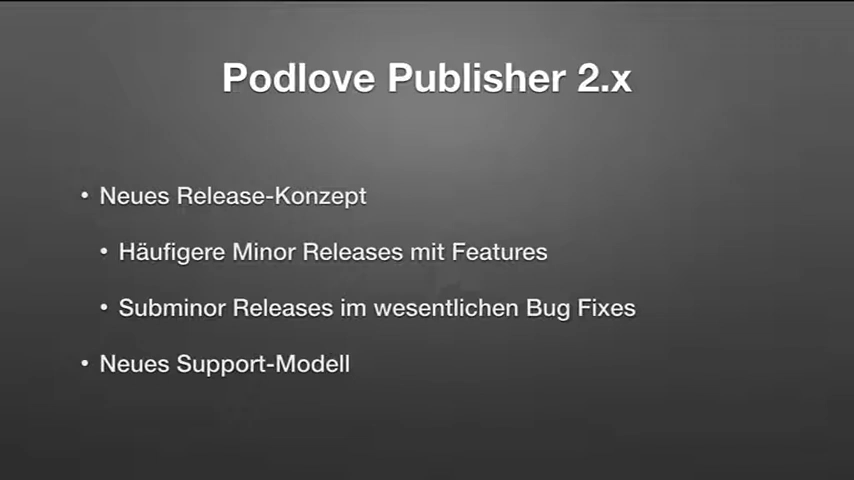 Podlove Publisher 2.x
• Neues Release-Konzept
• Häufigere Minor Releases mit Features
• Subminor Releases im wesentlichen Bug Fixes
• Neues Support-Modell